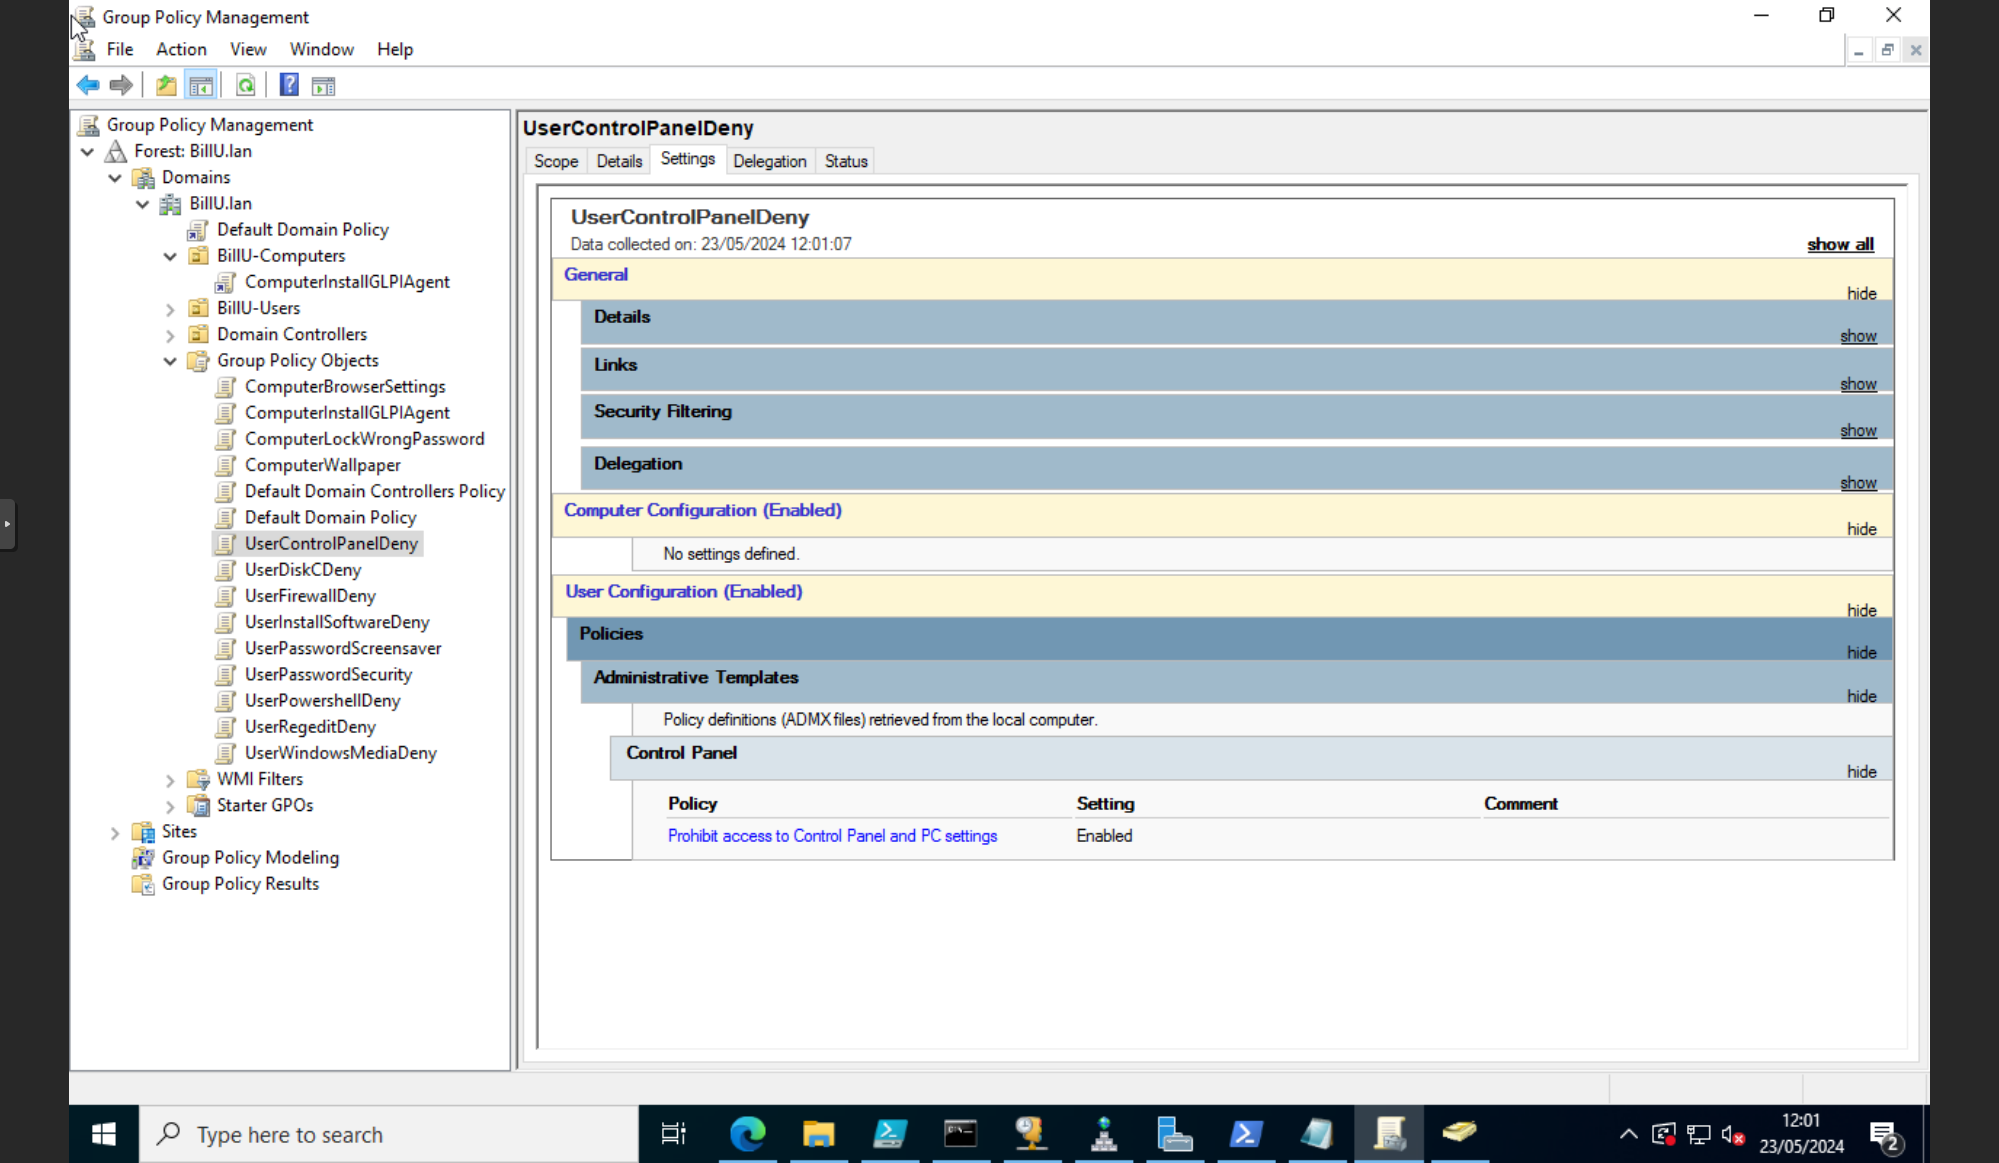 Group Policy Management
File Action View Window Help
Group Policy Management
Forest: BillU.lan
Domains
BillU.lan
Default Domain Policy
BillU-Computers
ComputerInstallGLPIAgent
BillU-Users
Domain Controllers
Group Policy Objects
ComputerBrowserSettings
ComputerInstallGLPIAgent
ComputerLockWrongPassword
ComputerWallpaper
Default Domain Controllers Policy
Default Domain Policy
UserControlPanelDeny
UserDiskCDeny
UserFirewallDeny
UserInstallSoftwareDeny
UserPasswordScreensaver
UserPasswordSecurity
UserPowershellDeny
UserRegeditDeny
UserWindowsMediaDeny
WMI Filters
Starter GPOs
Sites
Group Policy Modeling
Group Policy Results
UserControlPanelDeny
Scope Details Settings Delegation Status
UserControlPanelDeny
Data collected on: 23/05/2024 12:01:07
show all
General
hide
Details
show
Links
show
Security Filtering
show
Delegation
show
Computer Configuration (Enabled)
hide
No settings defined.
User Configuration (Enabled)
hide
Policies
hide
Administrative Templates
hide
Policy definitions (ADMX files) retrieved from the local computer.
Control Panel
hide
Policy Setting Comment
Prohibit access to Control Panel and PC settings Enabled
Type here to search
12:01
23/05/2024
2